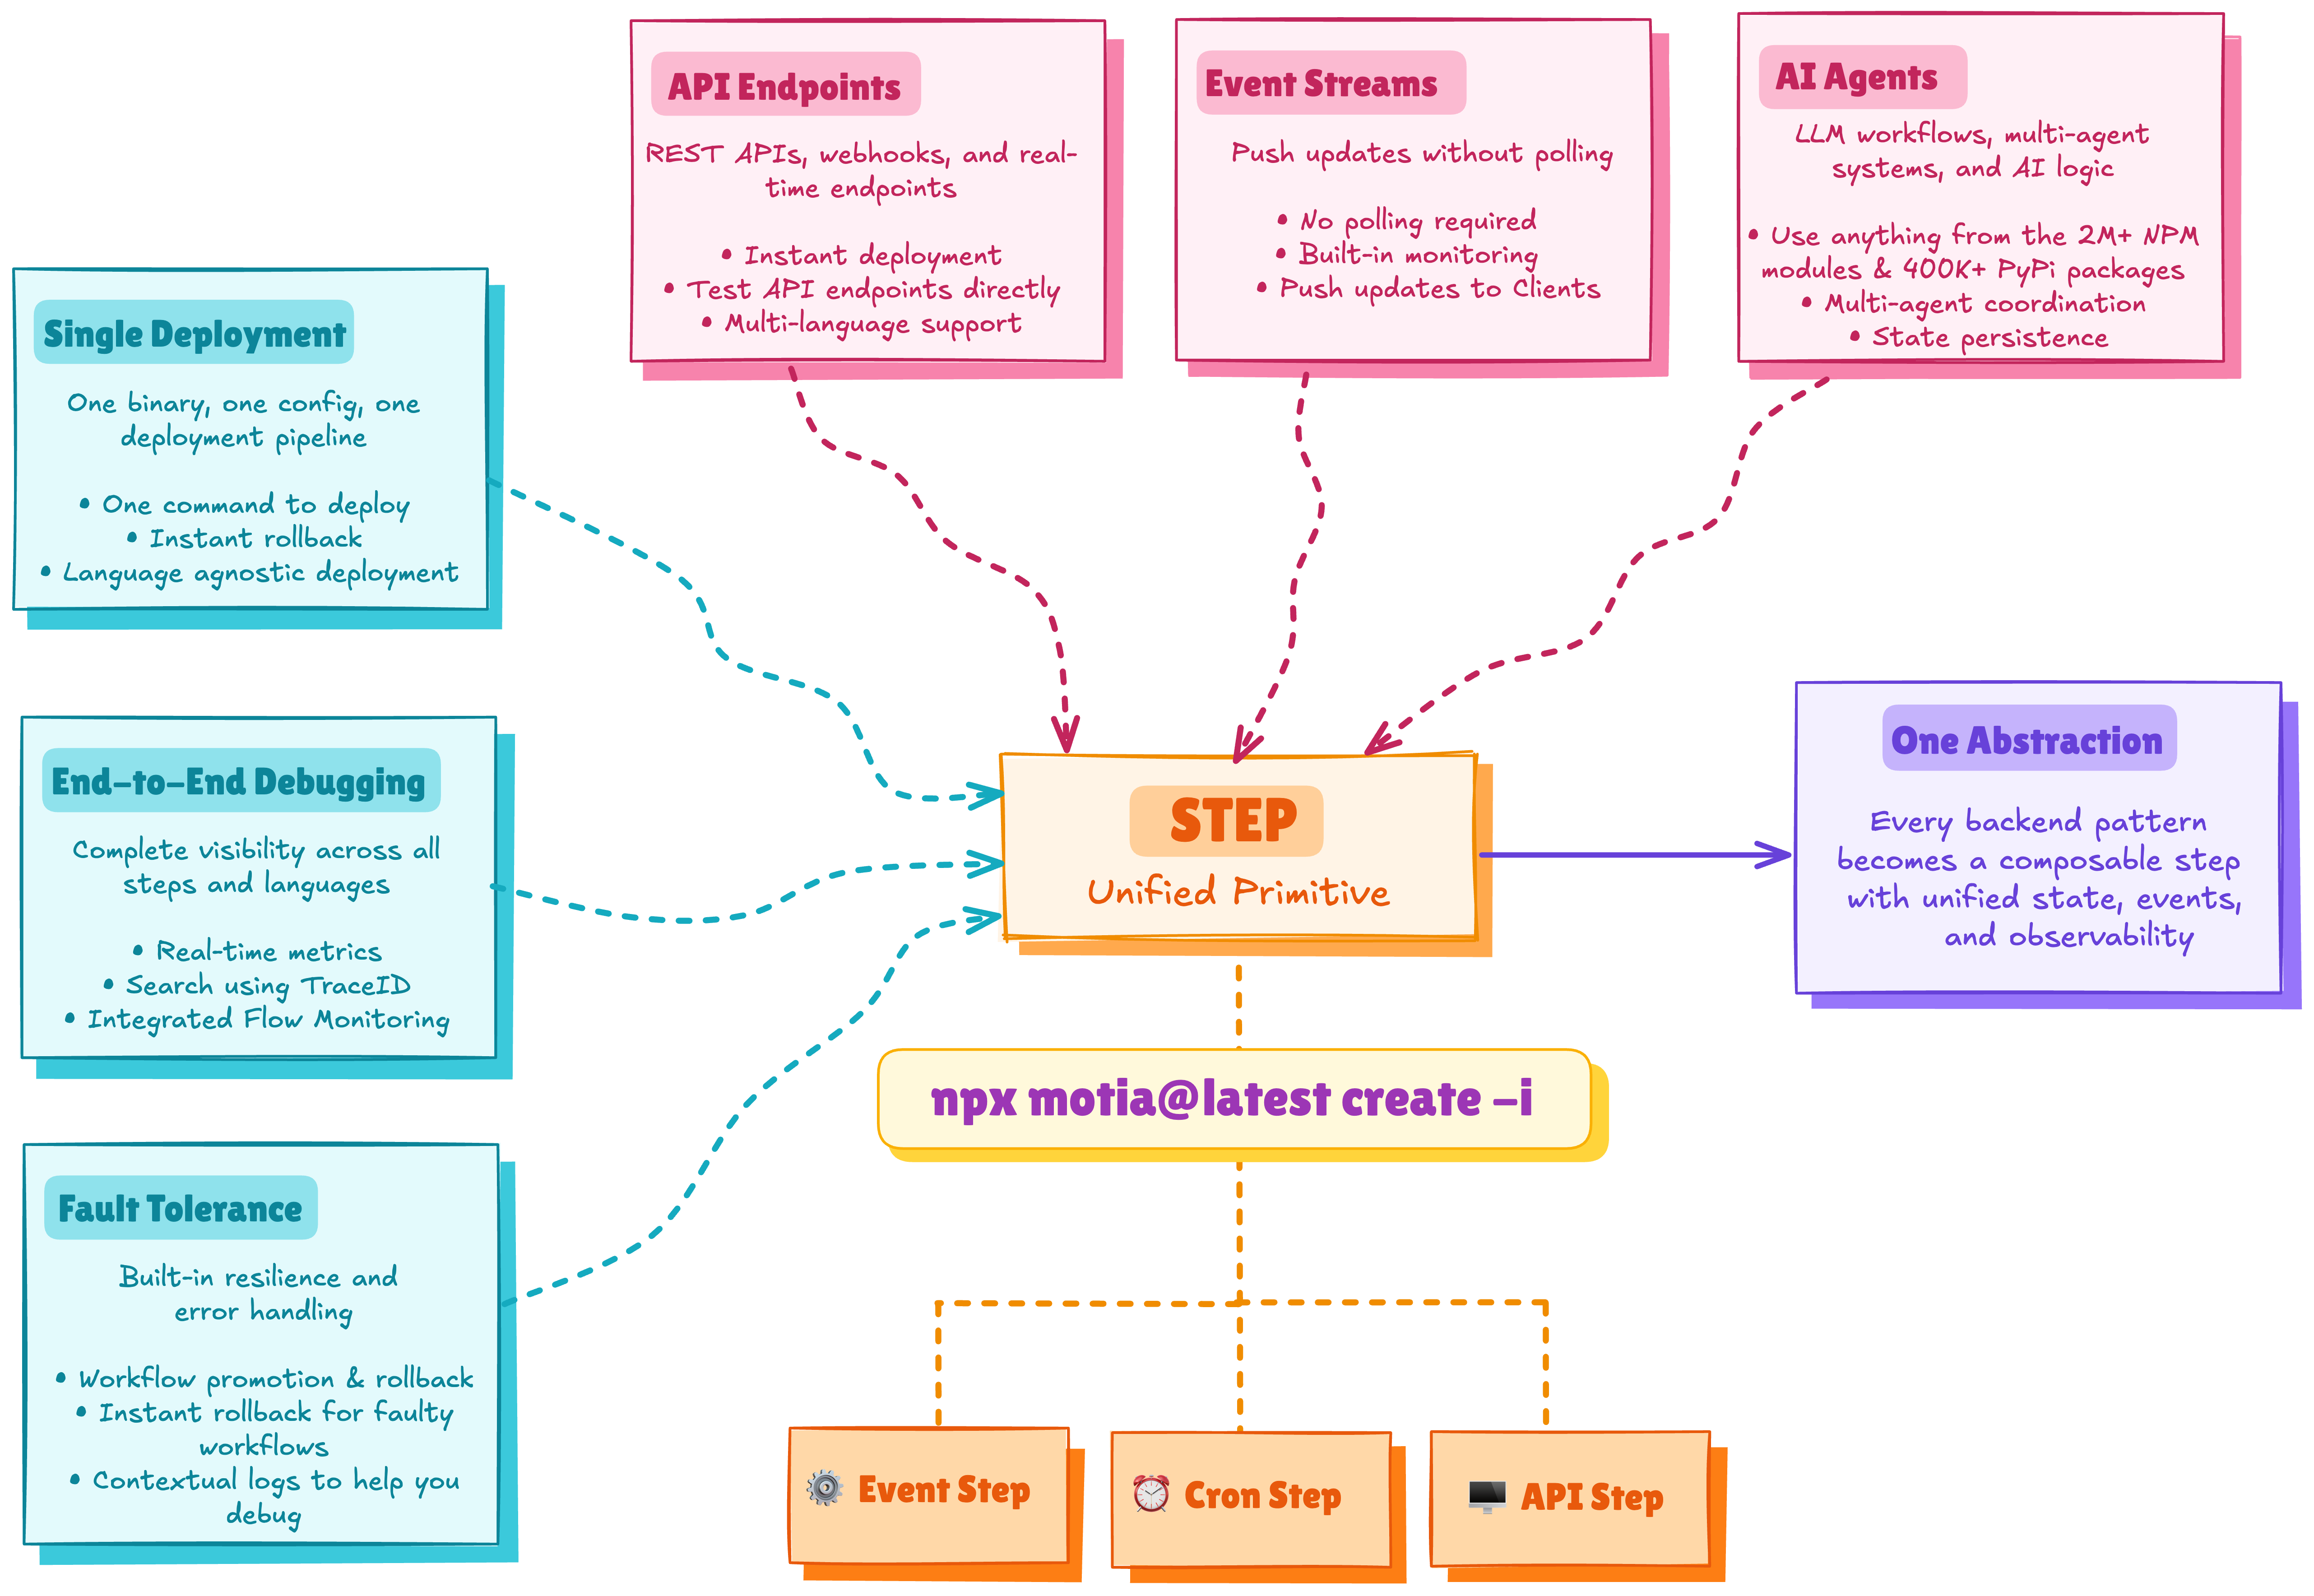 API Endpoints
REST APIs, webhooks, and real-
time endpoints
• Instant deployment
• Test API endpoints directly
• Multi-language support
Event Streams
Push updates without polling
• No polling required
• Built-in monitoring
• Push updates to Clients
AI Agents
LLM workflows, multi-agent
systems, and AI logic
• Use anything from the 2M+ NPM
modules & 400K+ PyPi packages
• Multi-agent coordination
• State persistence
Single Deployment
One binary, one config, one
deployment pipeline
• One command to deploy
• Instant rollback
• Language agnostic deployment
End-to-End Debugging
Complete visibility across all
steps and languages
• Real-time metrics
• Search using TraceID
• Integrated Flow Monitoring
Fault Tolerance
Built-in resilience and
error handling
• Workflow promotion & rollback
• Instant rollback for faulty
workflows
• Contextual logs to help you
debug
STEP
Unified Primitive
One Abstraction
Every backend pattern
becomes a composable step
with unified state, events,
and observability
npx motia@latest create -i
Event Step
Cron Step
API Step